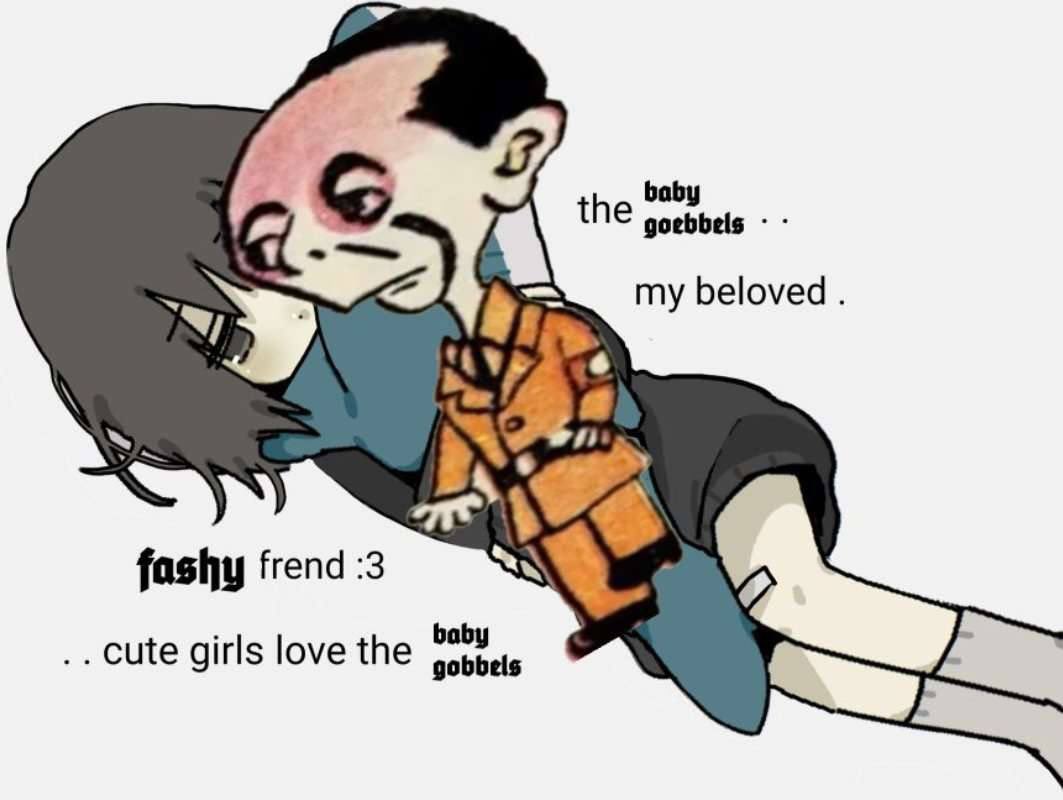 the baby goebbels . .
my beloved .
fashy frend :3
. . cute girls love the baby gobbels